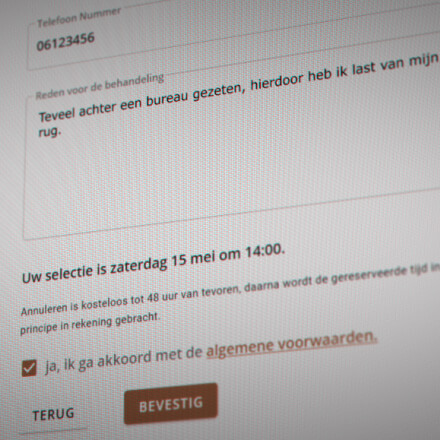 Telefoon Nummer
06123456
Reden voor de behandeling
Teveel achter een bureau gezeten, hierdoor heb ik last van mijn
rug.
Uw selectie is zaterdag 15 mei om 14:00.
Annuleren is kosteloos tot 48 uur van tevoren, daarna wordt de gereserveerde tijd in
principe in rekening gebracht.
Ja, ik ga akkoord met de algemene voorwaarden.
TERUG
BEVESTIG